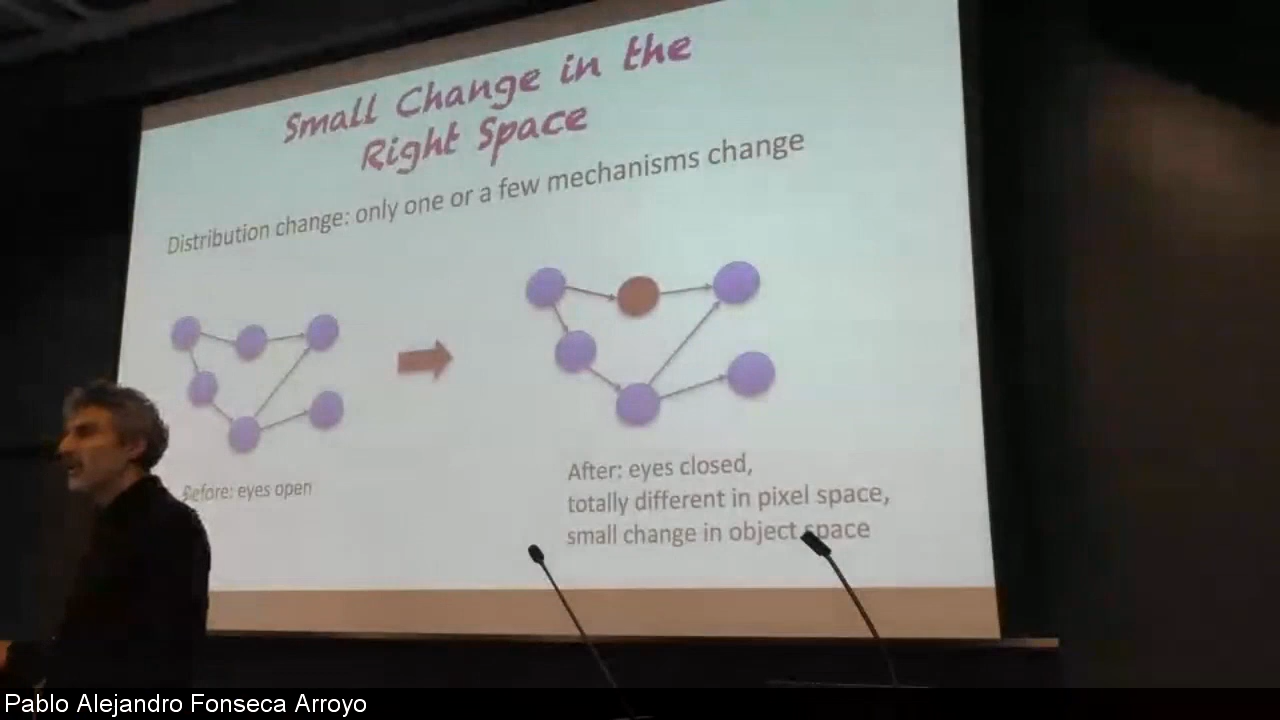 Small Change in the
Right Space
Distribution change: only one or a few mechanisms change
Before: eyes open
After: eyes closed,
totally different in pixel space,
small change in object space
Pablo Alejandro Fonseca Arroyo